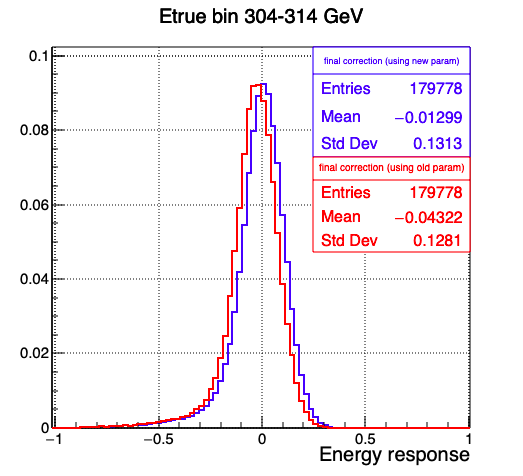 Etrue bin 304-314 GeV
final correction (using new param)
Entries 179778
Mean −0.01299
Std Dev 0.1313
final correction (using old param)
Entries 179778
Mean −0.04322
Std Dev 0.1281
0.1
0.08
0.06
0.04
0.02
0
−1 −0.5 0 0.5 1
Energy response